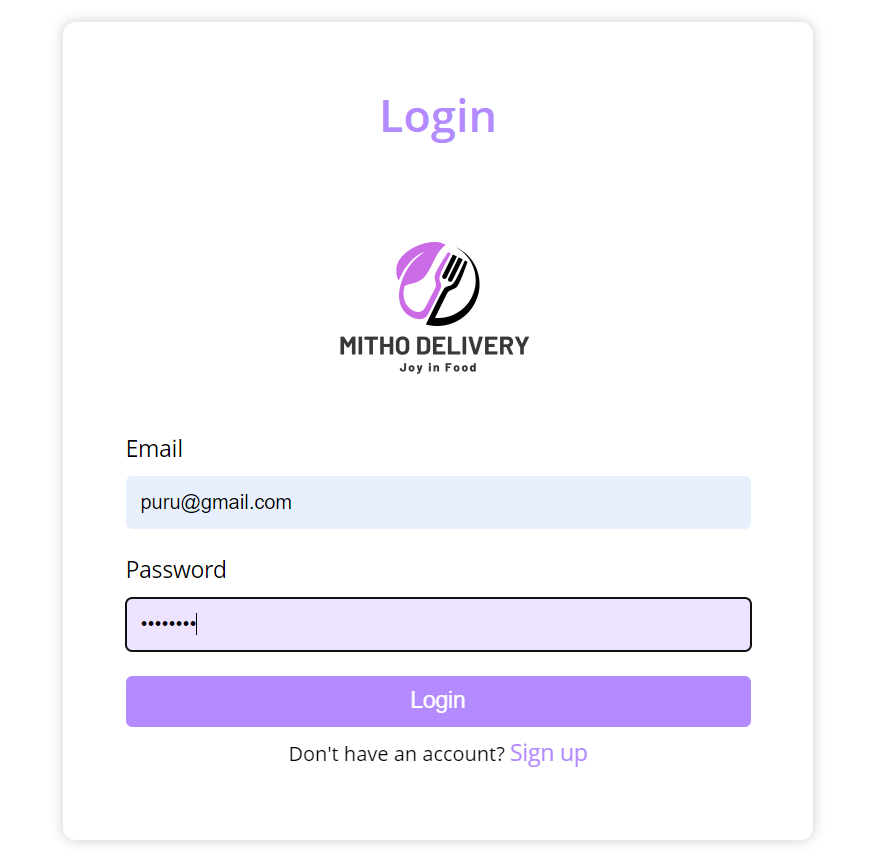 Login
MITHO DELIVERY
Joy in Food
Email
puru@gmail.com
Password
••••••••
Login
Don't have an account? Sign up